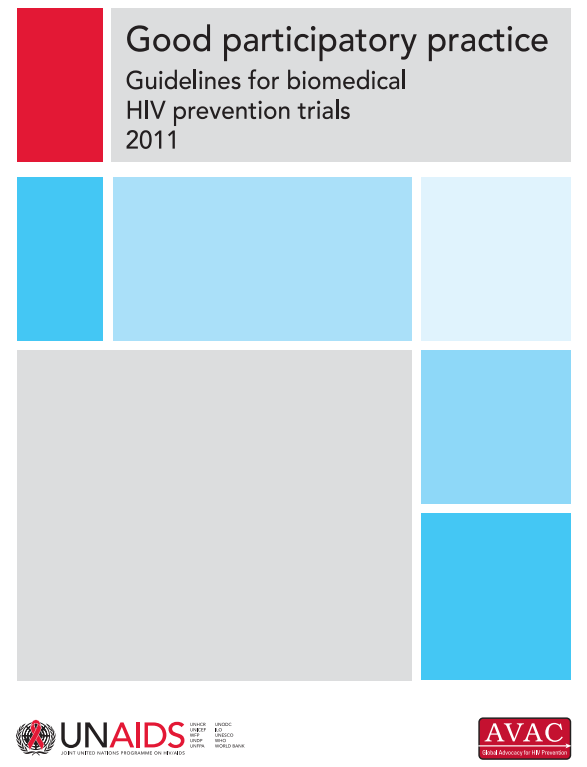 Good participatory practice
Guidelines for biomedical
HIV prevention trials
2011
UNAIDS
JOINT UNITED NATIONS PROGRAMME ON HIV/AIDS
UNHCR
UNICEF
WFP
UNDP
UNFPA
UNODC
ILO
UNESCO
WHO
WORLD BANK
AVAC
Global Advocacy for HIV Prevention